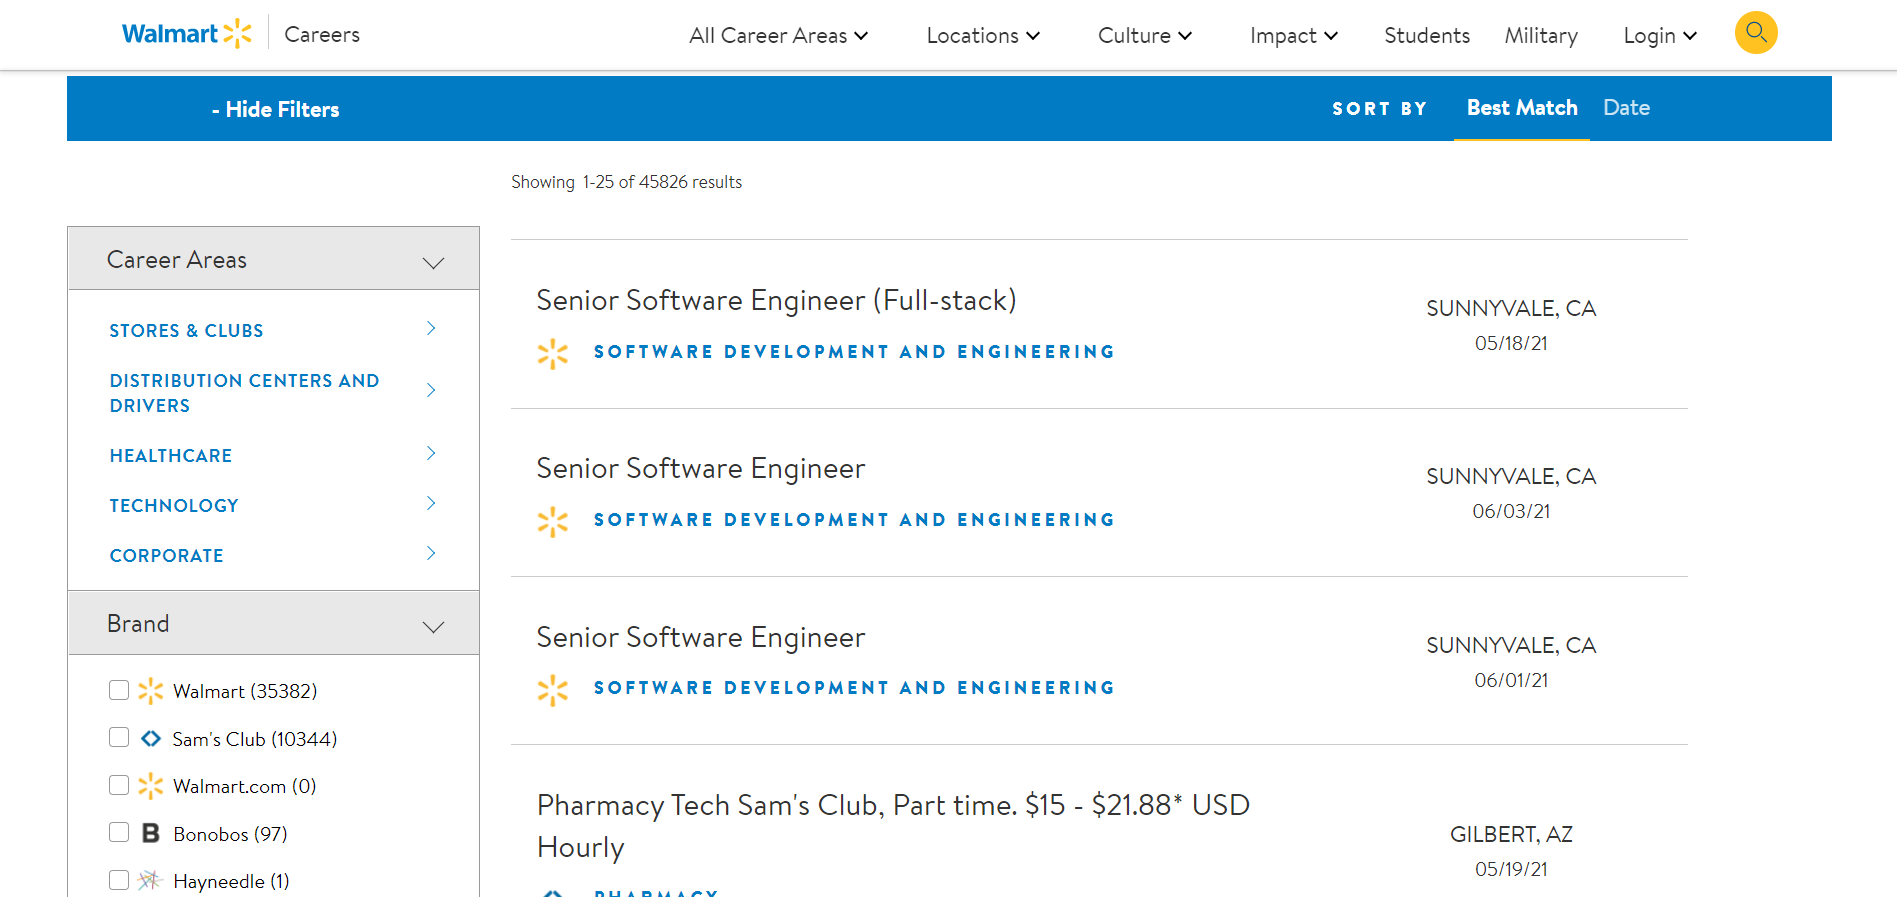 Walmart Careers All Career Areas Locations Culture Impact Students Military Login
- Hide Filters SORT BY Best Match Date
Showing 1-25 of 45826 results
Career Areas
STORES & CLUBS
DISTRIBUTION CENTERS AND
DRIVERS
HEALTHCARE
TECHNOLOGY
CORPORATE
Brand
Walmart (35382)
Sam's Club (10344)
Walmart.com (0)
B Bonobos (97)
Hayneedle (1)
Senior Software Engineer (Full-stack)
SOFTWARE DEVELOPMENT AND ENGINEERING
SUNNYVALE, CA
05/18/21
Senior Software Engineer
SOFTWARE DEVELOPMENT AND ENGINEERING
SUNNYVALE, CA
06/03/21
Senior Software Engineer
SOFTWARE DEVELOPMENT AND ENGINEERING
SUNNYVALE, CA
06/01/21
Pharmacy Tech Sam's Club, Part time. $15 - $21.88* USD
Hourly
PHARMACY
GILBERT, AZ
05/19/21